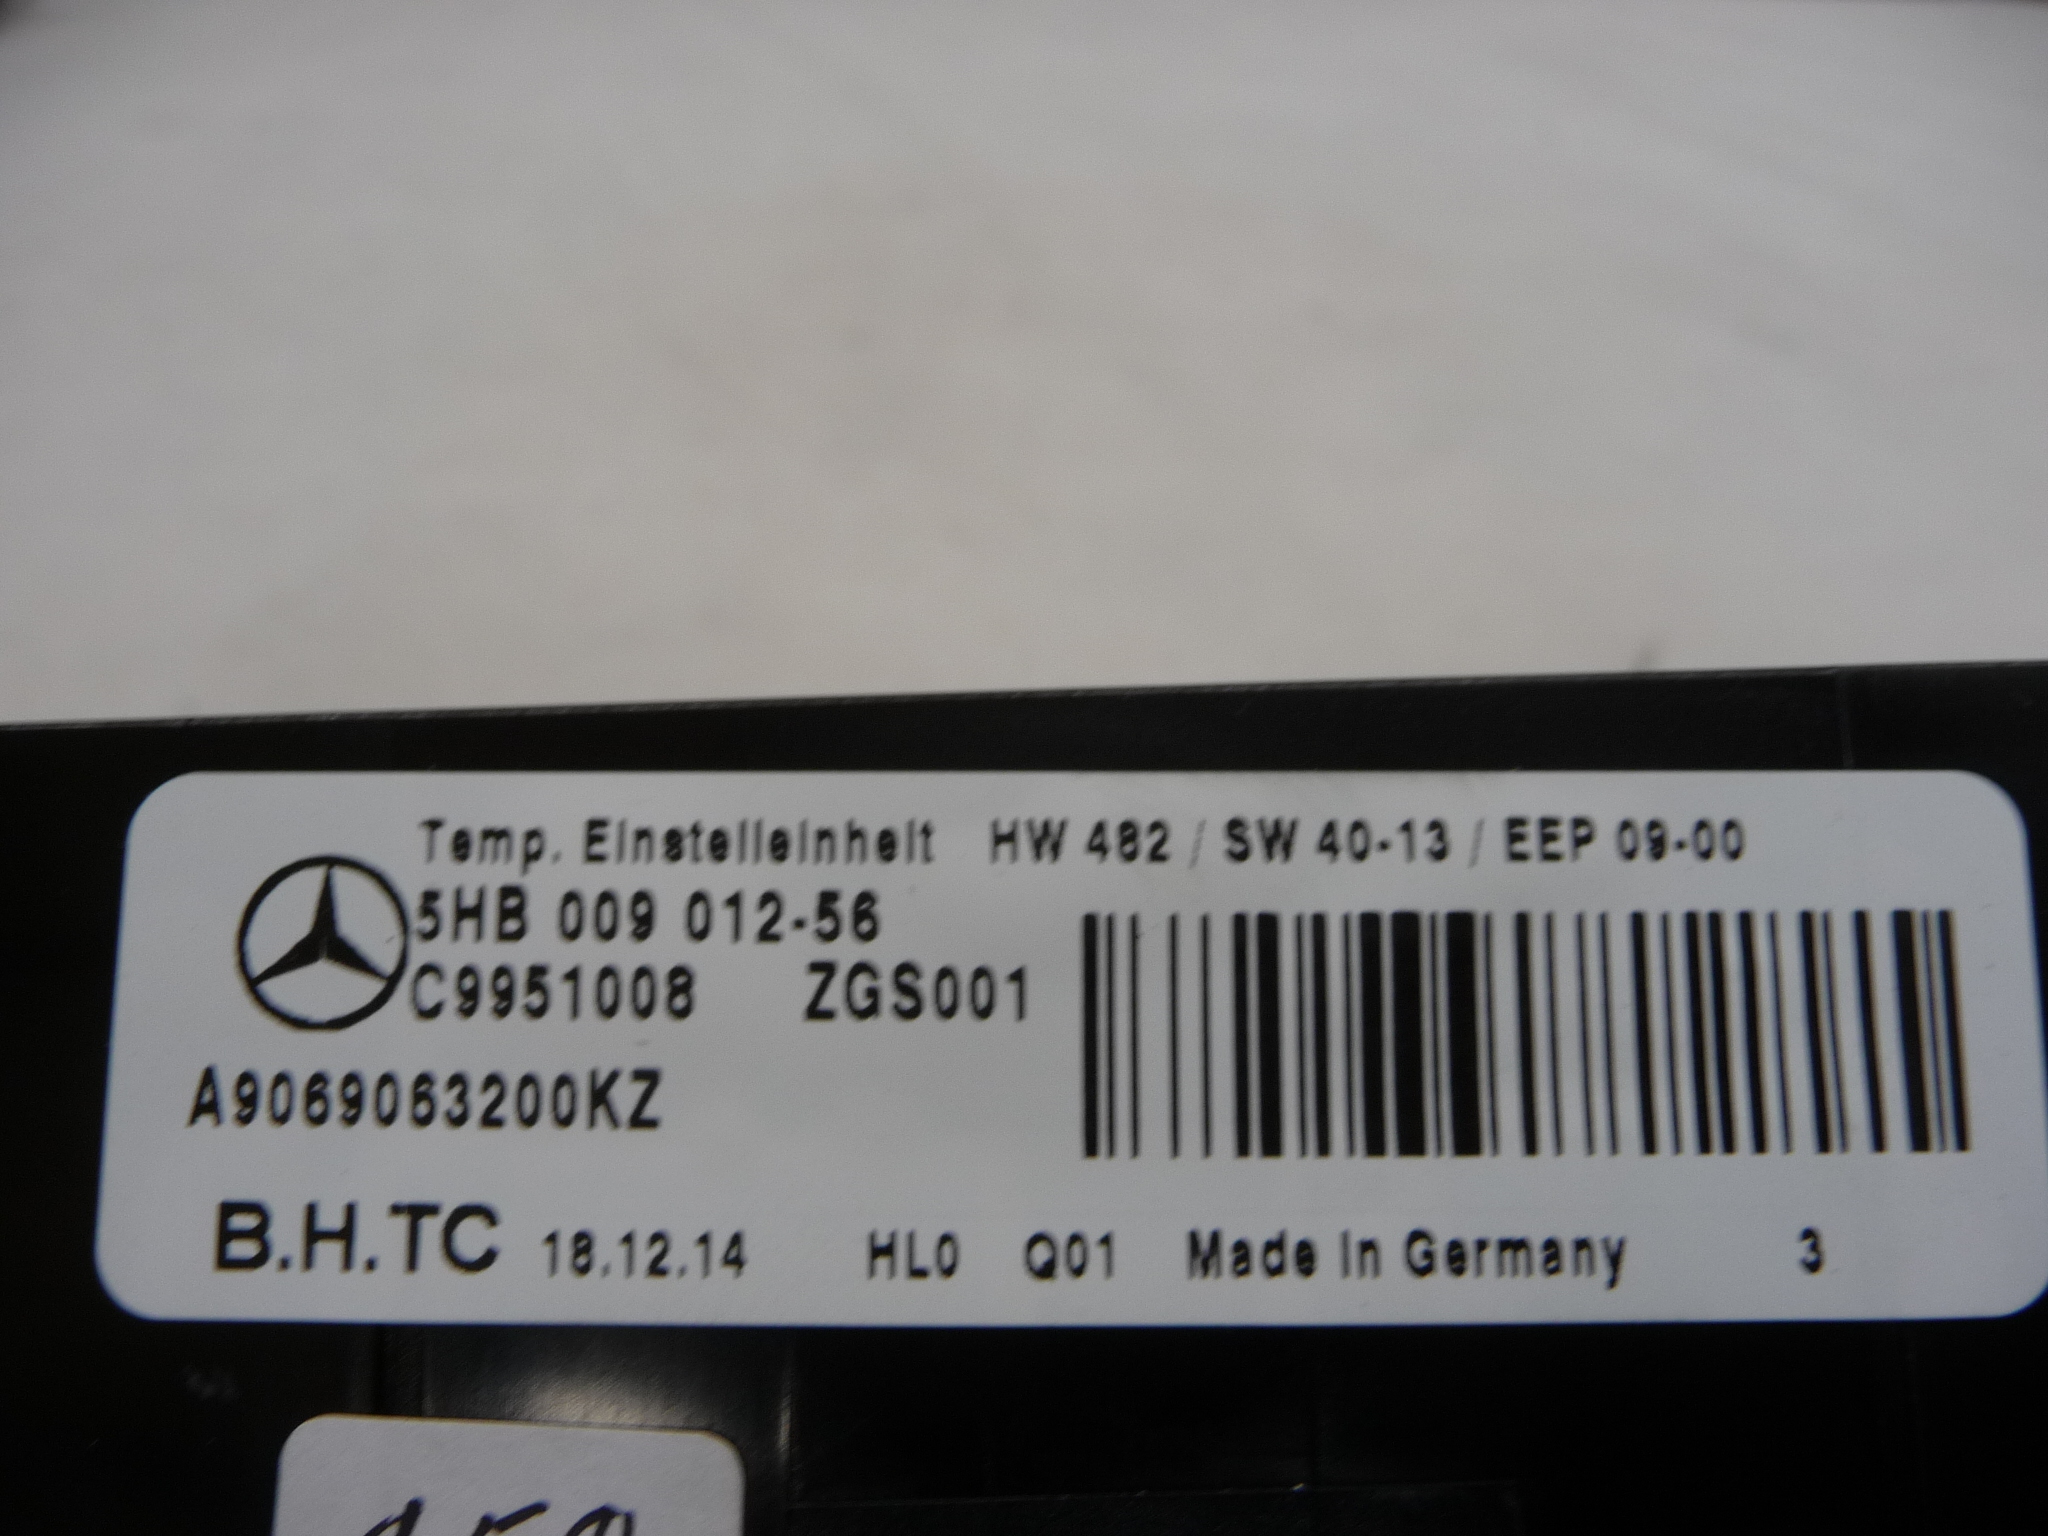 Temp. Einstelleinheit HW 482 / SW 40-13 / EEP 09-00
5HB 009 012-56
C9951008 ZGS001
A9069063200KZ
B.H.TC 18.12.14 HL0 Q01 Made in Germany 3